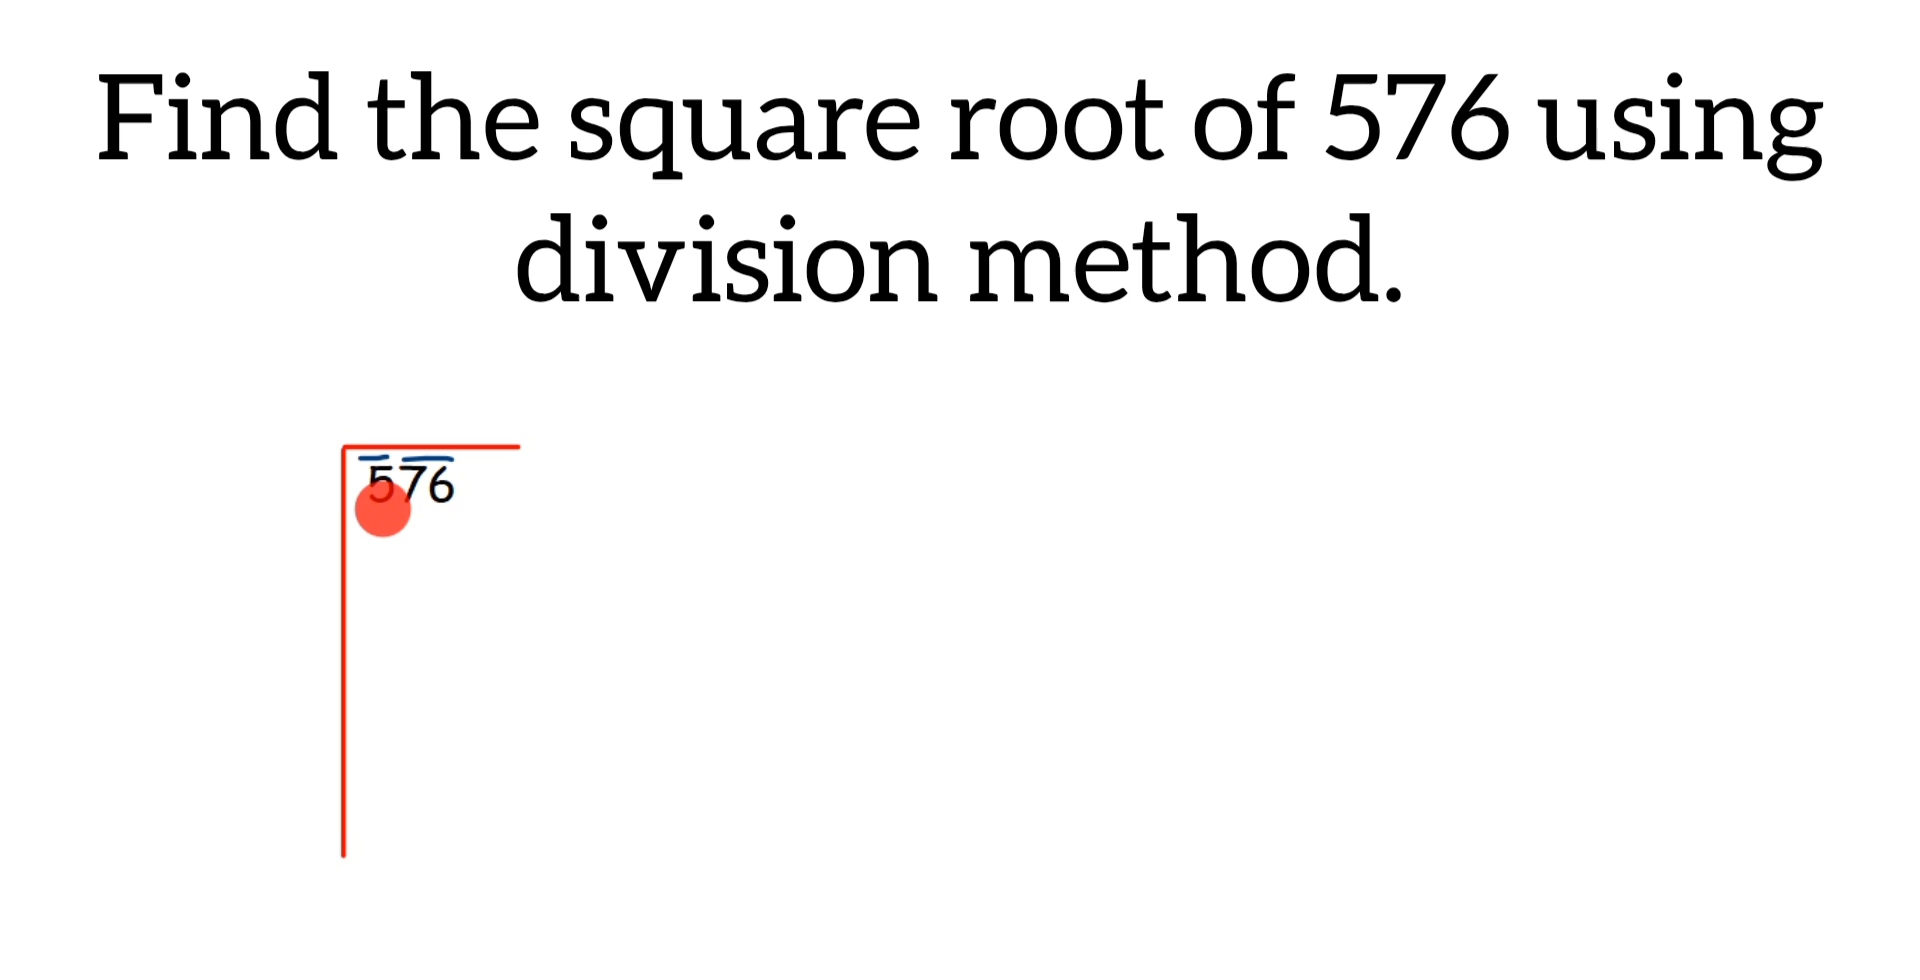 Find the square root of 576 using
division method.
576